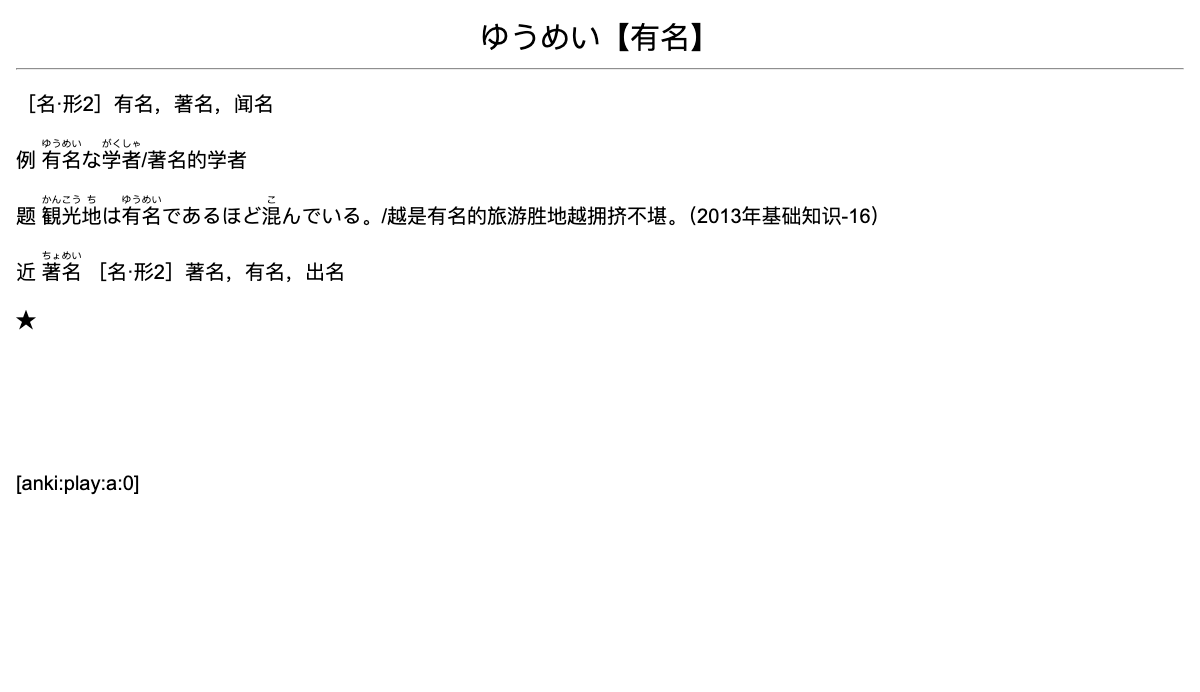 ゆうめい【有名】
［名·形2］有名，著名，闻名
ゆうめい がくしゃ
例 有名な学者/著名的学者
かんこう ち ゆうめい こ
题 観光地は有名であるほど混んでいる。/越是有名的旅游胜地越拥挤不堪。（2013年基础知识-16）
ちょめい
近 著名 ［名·形2］著名，有名，出名
★
[anki:play:a:0]